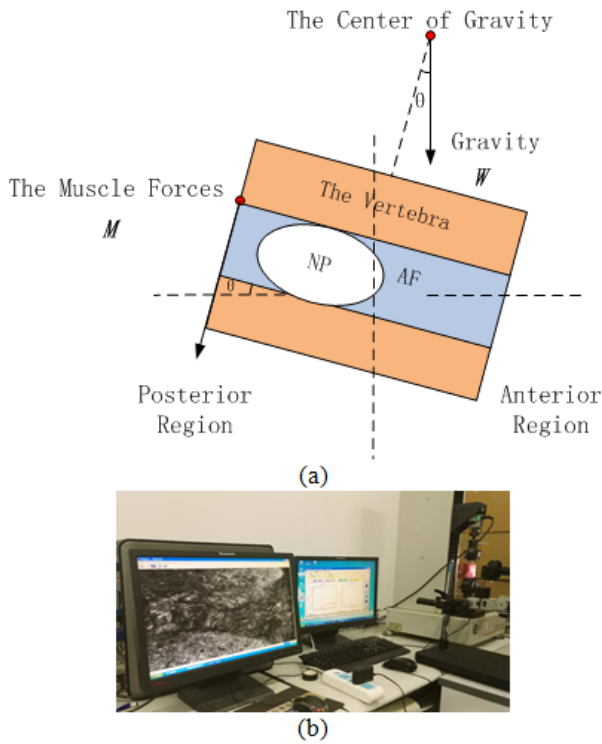 The Center of Gravity
θ
Gravity
W
The Muscle Forces
M
The Vertebra
NP
AF
θ
Posterior
Region
Anterior
Region
(a)
(b)